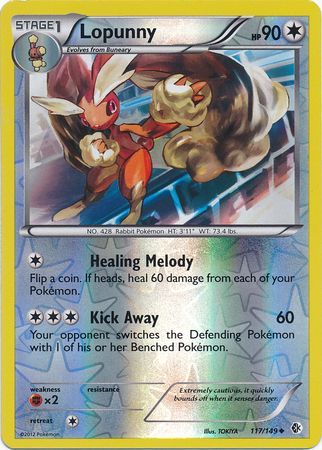 STAGE1
Lopunny
HP 90
Evolves from Buneary
NO. 428 Rabbit Pokémon HT: 3'11" WT: 73.4 lbs.
Healing Melody
Flip a coin. If heads, heal 60 damage from each of your
Pokémon.
Kick Away 60
Your opponent switches the Defending Pokémon
with 1 of his or her Benched Pokémon.
weakness resistance
×2
retreat
Extremely cautious, it quickly
bounds off when it senses danger.
©2012 Pokémon
Illus. TOKIYA 117/149